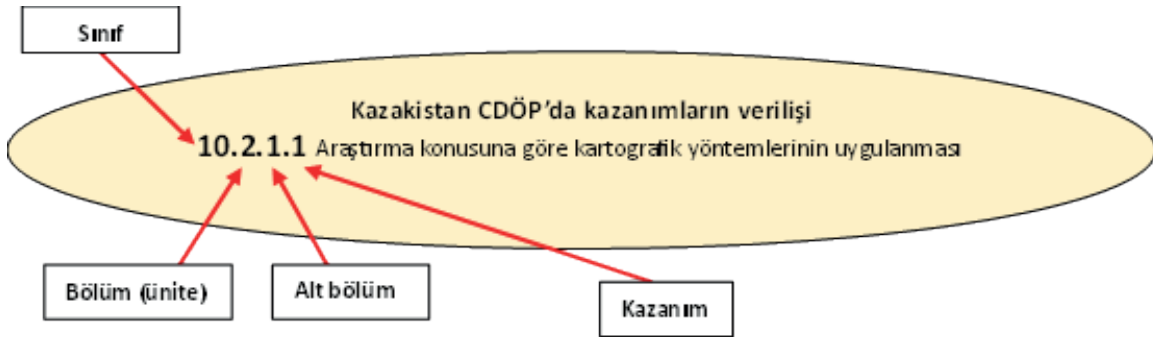 Sınıf
Kazakistan CDÖP'da kazanımların verilişi
10.2.1.1 Araştırma konusuna göre kartografik yöntemlerinin uygulanması
Bölüm (ünite)
Alt bölüm
Kazanım